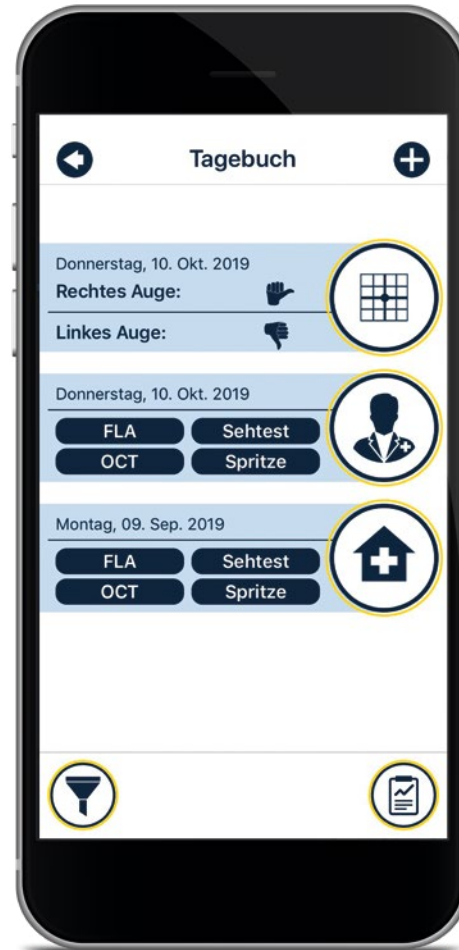 Tagebuch
Donnerstag, 10. Okt. 2019
Rechtes Auge:
Linkes Auge:
Donnerstag, 10. Okt. 2019
FLA Sehtest
OCT Spritze
Montag, 09. Sep. 2019
FLA Sehtest
OCT Spritze